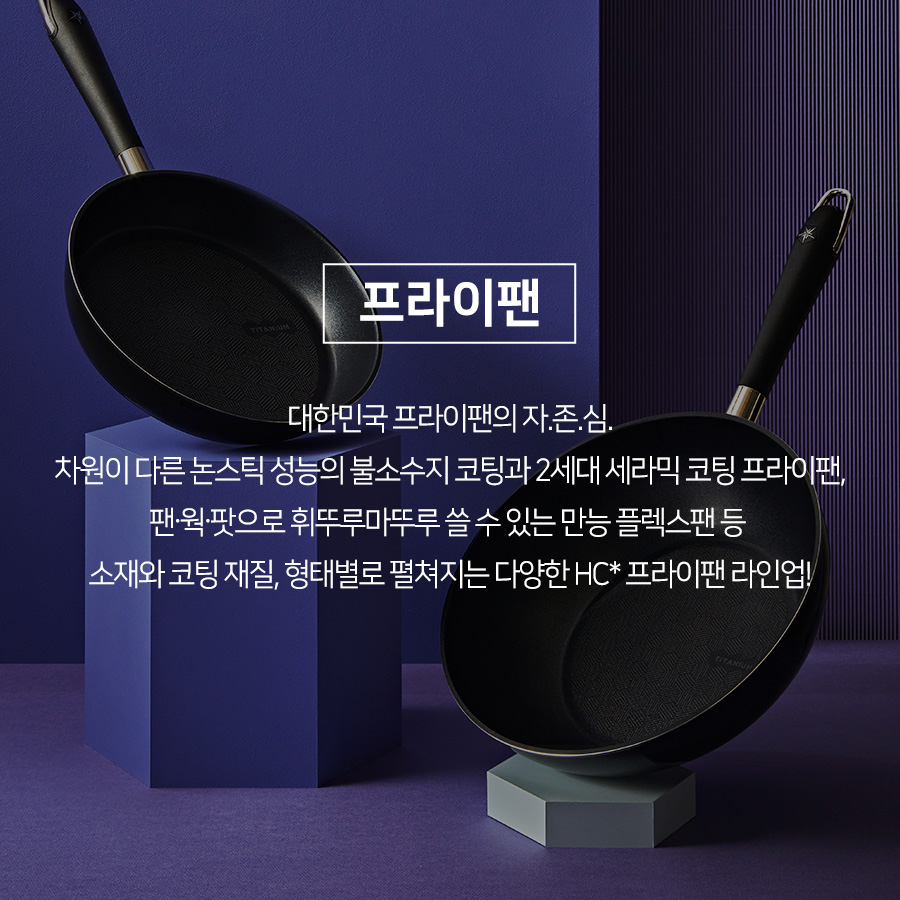 프라이팬
대한민국 프라이팬의 자.존.심.
차원이 다른 논스틱 성능의 불소수지 코팅과 2세대 세라믹 코팅 프라이팬,
팬·웍·팟으로 휘뚜루마뚜루 쓸 수 있는 만능 플렉스팬 등
소재와 코팅 재질, 형태별로 펼쳐지는 다양한 HC* 프라이팬 라인업!
TITANIUM
TITANIUM